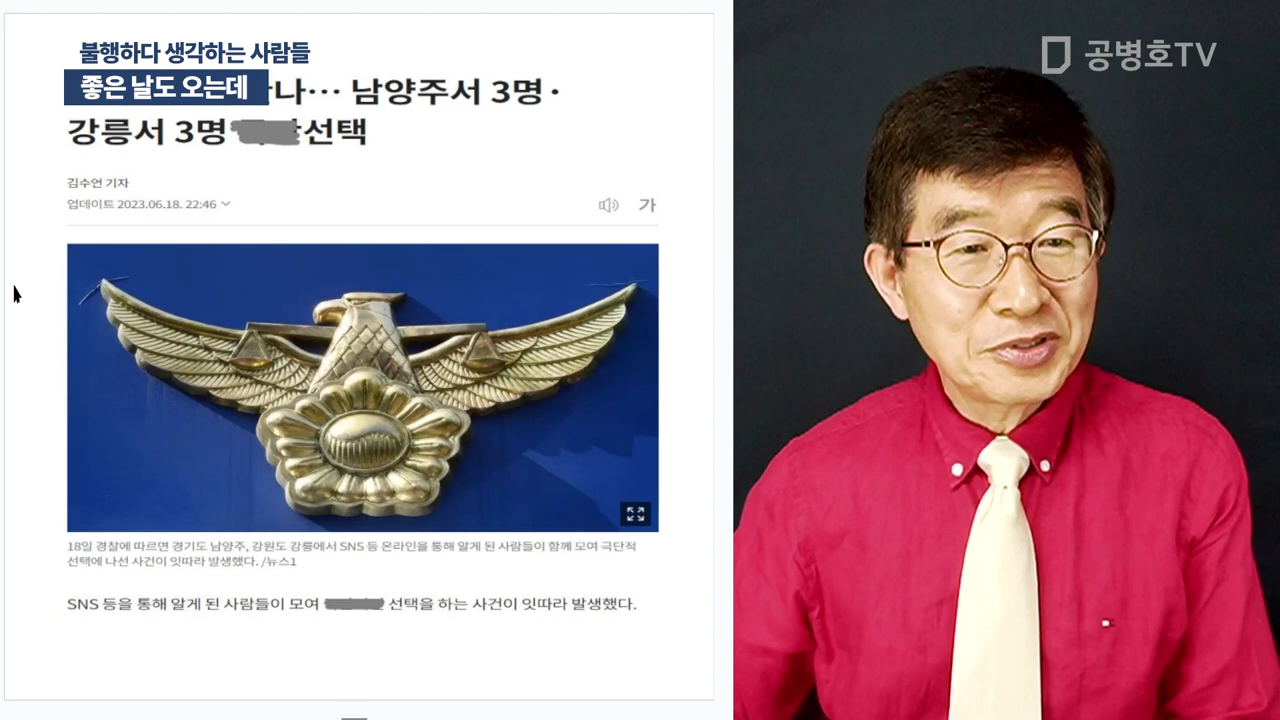 불행하다 생각하는 사람들
좋은 날도 오는데
나… 남양주서 3명·
강릉서 3명 선택
김수언 기자
업데이트 2023.06.18. 22:46
가
18일 경찰에 따르면 경기도 남양주, 강원도 강릉에서 SNS 등 온라인을 통해 알게 된 사람들이 함께 모여 극단적
선택에 나선 사건이 잇따라 발생했다. /뉴스1
SNS 등을 통해 알게 된 사람들이 모여 선택을 하는 사건이 잇따라 발생했다.
공병호TV